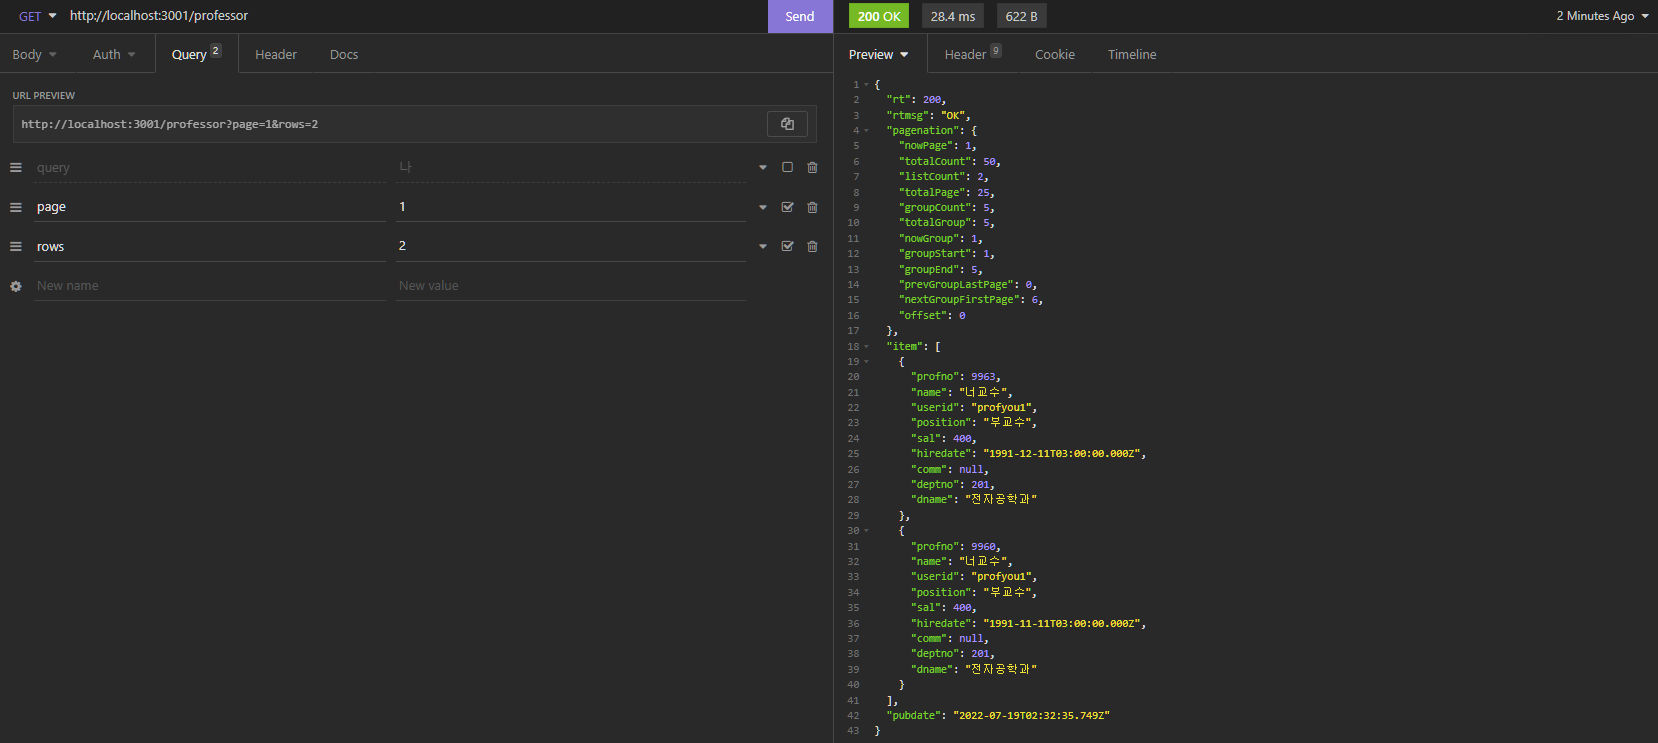 GET http://localhost:3001/professor Send 200 OK 28.4 ms 622 B 2 Minutes Ago
Body Auth Query 2 Header Docs Preview Header 9 Cookie Timeline
URL PREVIEW
http://localhost:3001/professor?page=1&rows=2
query 나
page 1
rows 2
New name New value
1 {
2 "rt": 200,
3 "rtmsg": "OK",
4 "pagenation": {
5 "nowPage": 1,
6 "totalCount": 50,
7 "listCount": 2,
8 "totalPage": 25,
9 "groupCount": 5,
10 "totalGroup": 5,
11 "nowGroup": 1,
12 "groupStart": 1,
13 "groupEnd": 5,
14 "prevGroupLastPage": 0,
15 "nextGroupFirstPage": 6,
16 "offset": 0
17 },
18 "item": [
19 {
20 "profno": 9963,
21 "name": "너교수",
22 "userid": "profyou1",
23 "position": "부교수",
24 "sal": 400,
25 "hiredate": "1991-12-11T03:00:00.000Z",
26 "comm": null,
27 "deptno": 201,
28 "dname": "전자공학과"
29 },
30 {
31 "profno": 9960,
32 "name": "너교수",
33 "userid": "profyou1",
34 "position": "부교수",
35 "sal": 400,
36 "hiredate": "1991-11-11T03:00:00.000Z",
37 "comm": null,
38 "deptno": 201,
39 "dname": "전자공학과"
40 }
41 ],
42 "pubdate": "2022-07-19T02:32:35.749Z"
43 }